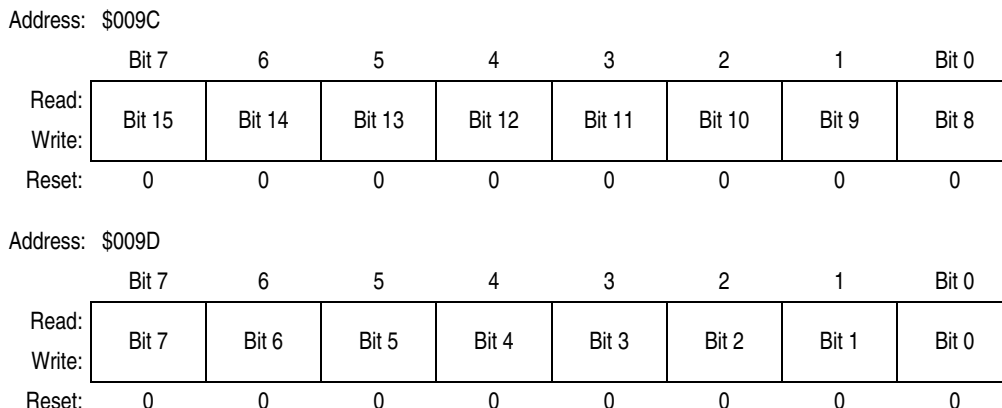 Address: $009C
Bit 7 6 5 4 3 2 1 Bit 0
Read:
Bit 15 Bit 14 Bit 13 Bit 12 Bit 11 Bit 10 Bit 9 Bit 8
Write:
Reset: 0 0 0 0 0 0 0 0
Address: $009D
Bit 7 6 5 4 3 2 1 Bit 0
Read:
Bit 7 Bit 6 Bit 5 Bit 4 Bit 3 Bit 2 Bit 1 Bit 0
Write:
Reset: 0 0 0 0 0 0 0 0